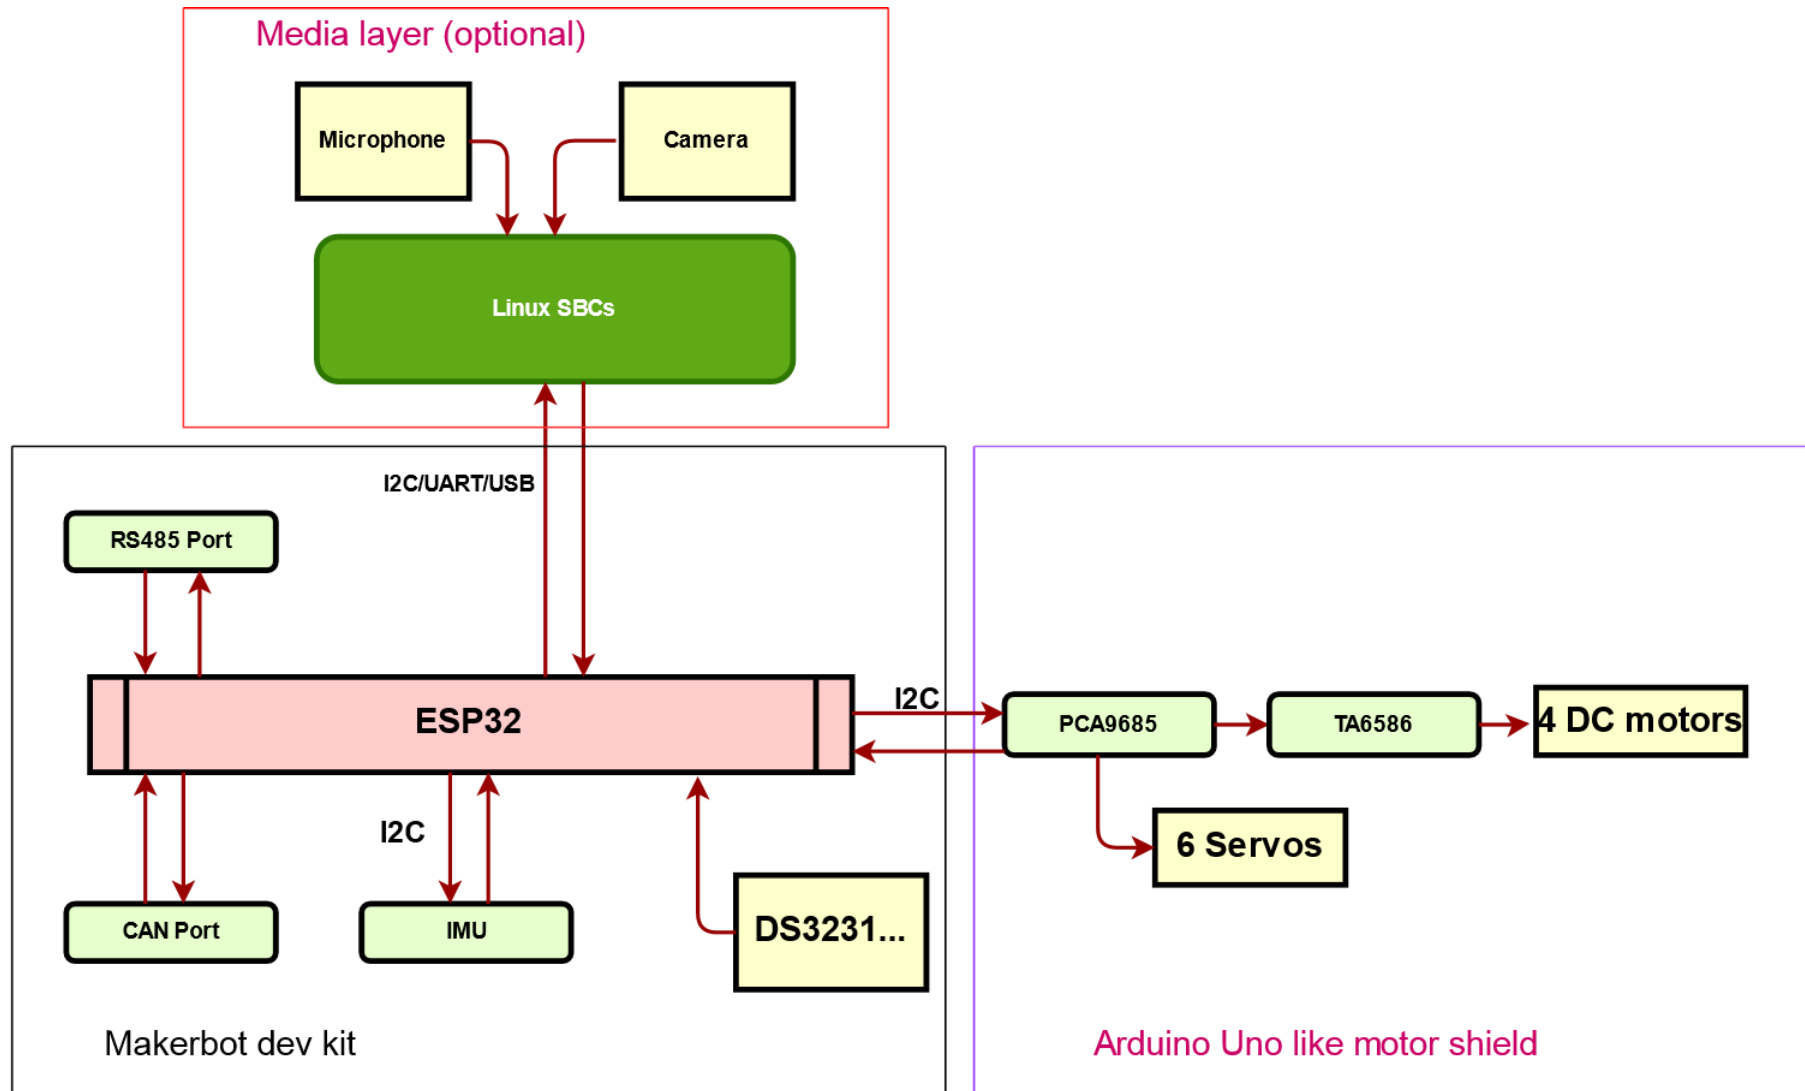 Media layer (optional)
Microphone
Camera
Linux SBCs
I2C/UART/USB
RS485 Port
ESP32
I2C
PCA9685
TA6586
4 DC motors
I2C
6 Servos
CAN Port
IMU
DS3231...
Makerbot dev kit
Arduino Uno like motor shield